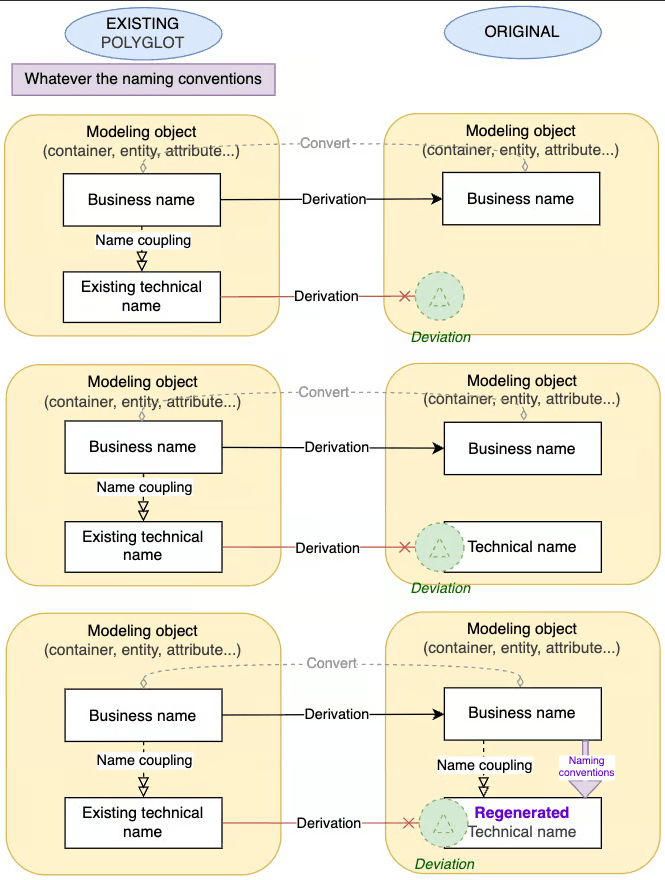 EXISTING
POLYGLOT
ORIGINAL
Whatever the naming conventions
Modeling object
(container, entity, attribute...)
Convert
Modeling object
(container, entity, attribute...)
Business name
Derivation
Business name
Name coupling
Existing technical
name
Derivation
Deviation
Modeling object
(container, entity, attribute...)
Convert
Modeling object
(container, entity, attribute...)
Business name
Derivation
Business name
Name coupling
Existing technical
name
Derivation
Technical name
Deviation
Modeling object
(container, entity, attribute...)
Convert
Modeling object
(container, entity, attribute...)
Business name
Derivation
Business name
Name coupling
Name coupling
Naming
conventions
Existing technical
name
Derivation
Regenerated
Technical name
Deviation